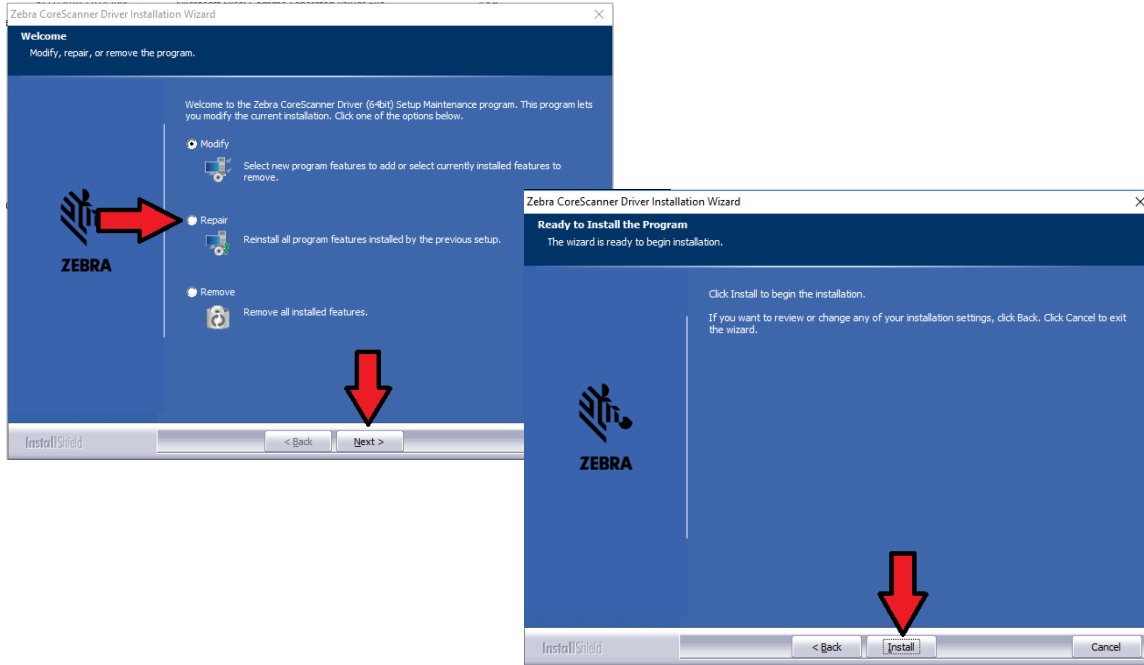 Zebra CoreScanner Driver Installation Wizard
Welcome
Modify, repair, or remove the program.
Welcome to the Zebra CoreScanner Driver (64bit) Setup Maintenance program. This program lets
you modify the current installation. Click one of the options below.
Modify
Select new program features to add or select currently installed features to
remove.
Repair
Reinstall all program features installed by the previous setup.
ZEBRA
Remove
Remove all installed features.
InstallShield
< Back
Next >
Zebra CoreScanner Driver Installation Wizard
Ready to Install the Program
The wizard is ready to begin installation.
Click Install to begin the installation.
If you want to review or change any of your installation settings, click Back. Click Cancel to exit
the wizard.
ZEBRA
InstallShield
< Back
Install
Cancel